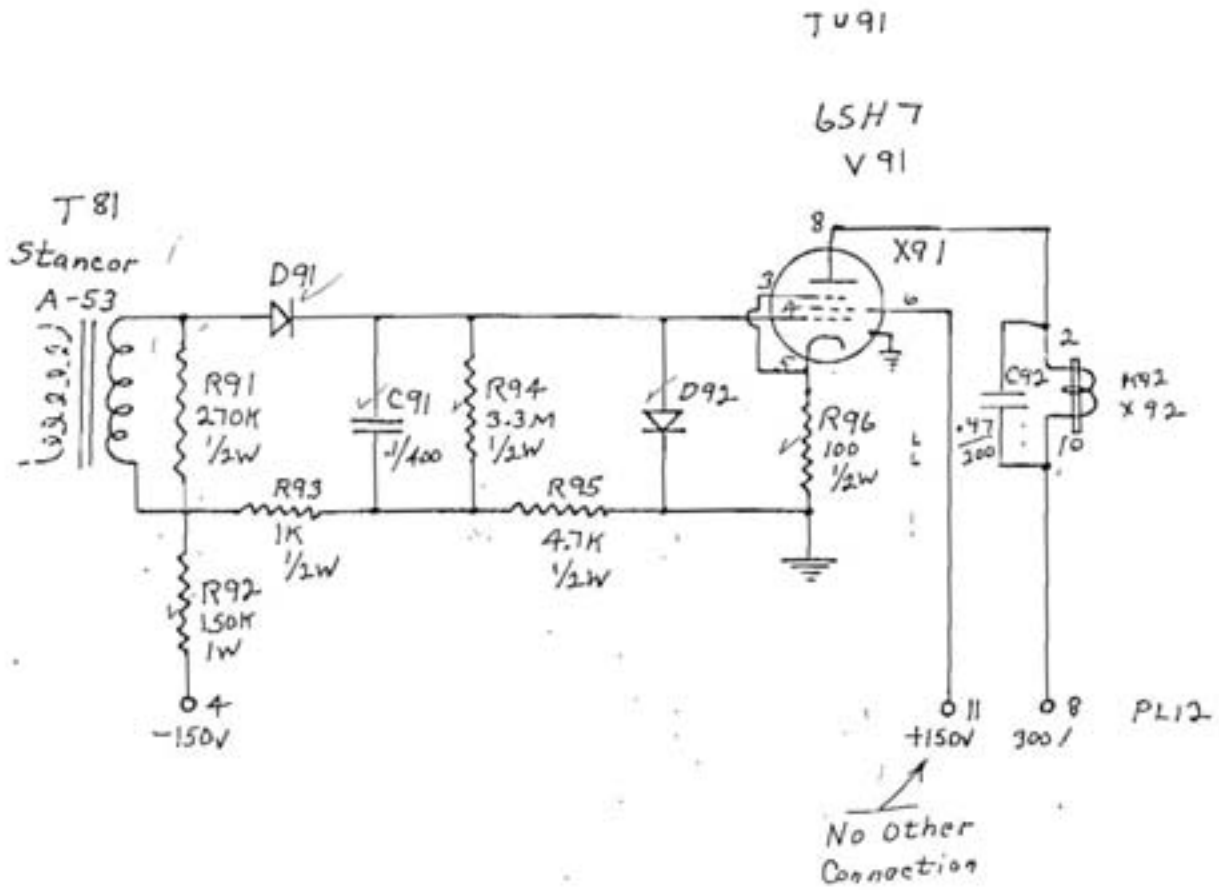 TU91
6SH7
V91
T81
Stancor
A-53
D91
R91
270K
1/2W
C91
.1/400
R94
3.3M
1/2W
D92
8
X91
3
4
6
5
R96
100
1/2W
C92
.47/200
2
X92
10
R93
1K
1/2W
R95
4.7K
1/2W
R92
150K
1W
4
-150V
11
+150V
8
PL12
No Other
Connection